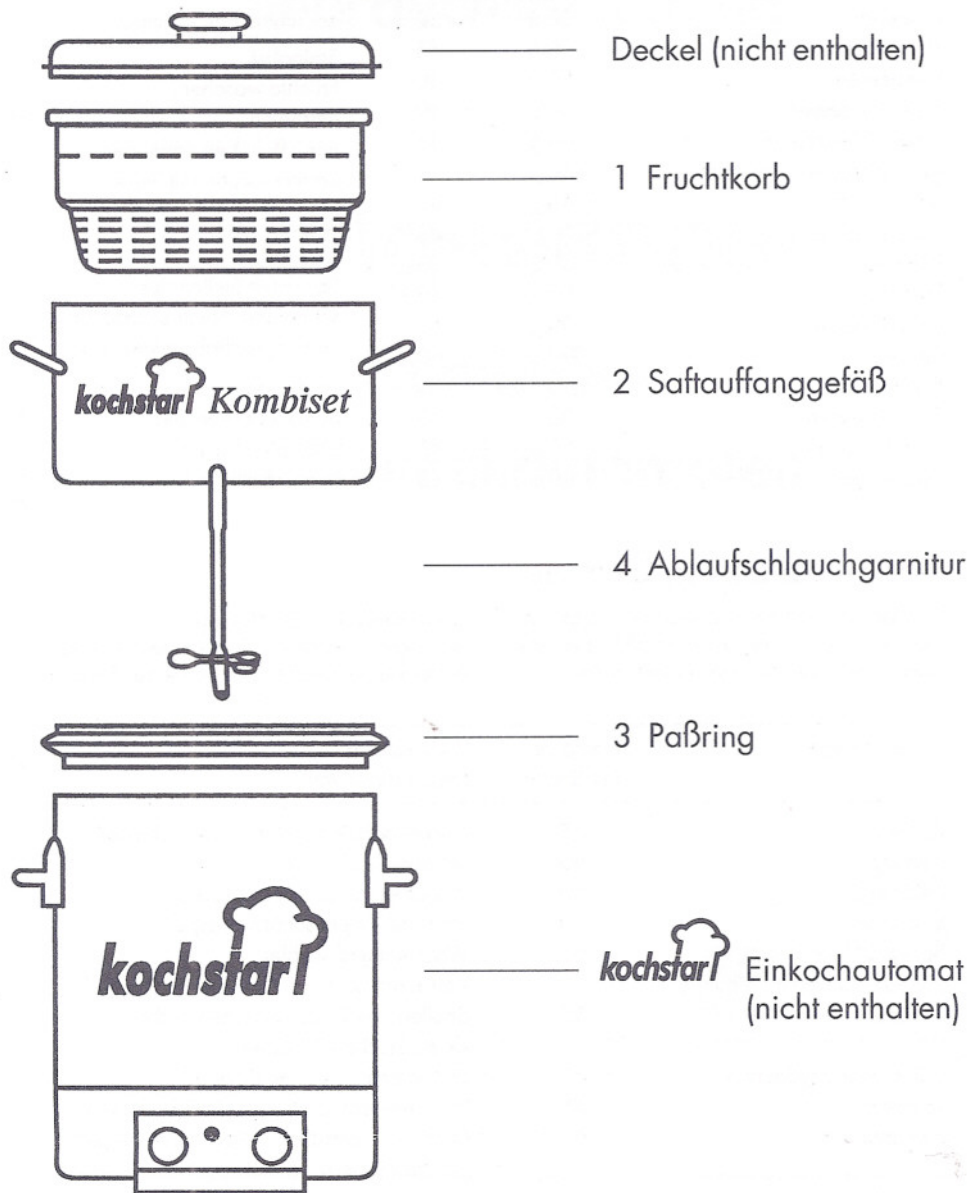 Deckel (nicht enthalten)
1 Fruchtkorb
kochstar Kombiset
2 Saftauffanggefäß
4 Ablaufschlauchgarnitur
3 Paßring
kochstar
kochstar Einkochautomat
(nicht enthalten)